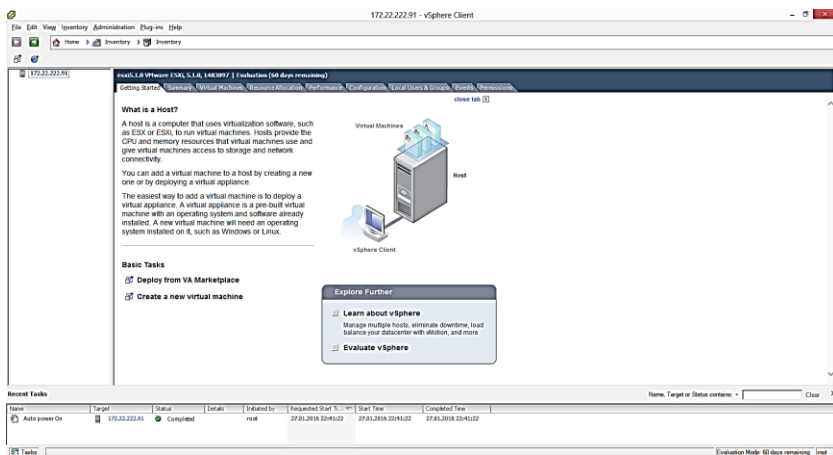 172.22.222.91 - vSphere Client
File Edit View Inventory Administration Plug-ins Help
Home Inventory Inventory
172.22.222.91
esxi5.1.0 VMware ESXi, 5.1.0, 1483097 | Evaluation (60 days remaining)
Getting Started Summary Virtual Machines Resource Allocation Performance Configuration Local Users & Groups Events Permissions
close tab
What is a Host?
A host is a computer that uses virtualization software, such
as ESX or ESXi, to run virtual machines. Hosts provide the
CPU and memory resources that virtual machines use and
give virtual machines access to storage and network
connectivity.
You can add a virtual machine to a host by creating a new
one or by deploying a virtual appliance.
The easiest way to add a virtual machine is to deploy a
virtual appliance. A virtual appliance is a pre-built virtual
machine with an operating system and software already
installed. A new virtual machine will need an operating
system installed on it, such as Windows or Linux.
Virtual Machines
Host
vSphere Client
Basic Tasks
Deploy from VA Marketplace
Create a new virtual machine
Explore Further
Learn about vSphere
Manage multiple hosts, eliminate downtime, load
balance your datacenter with vMotion, and more
Evaluate vSphere
Recent Tasks
Name, Target or Status contains: Clear
Name Target Status Details Initiated by Requested Start Ti... Start Time Completed Time
Auto power On 172.22.222.91 Completed root 27.01.2016 22:41:22 27.01.2016 22:41:22 27.01.2016 22:41:22
Tasks Evaluation Mode: 60 days remaining root